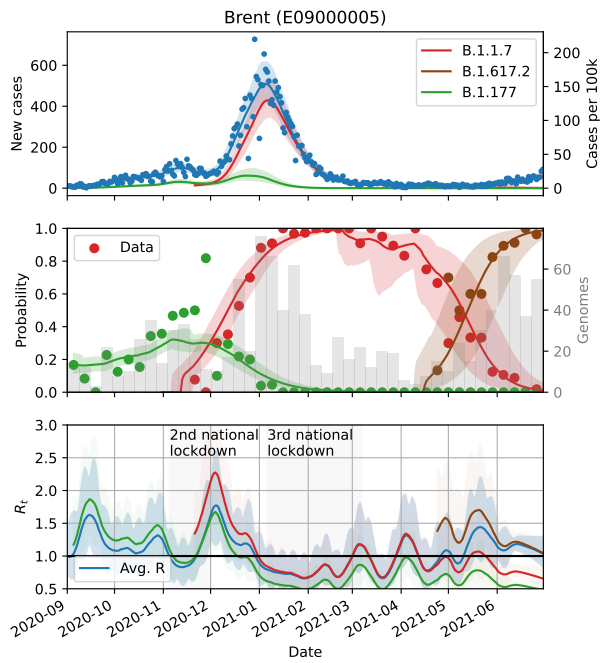 Brent (E09000005)
New cases
600
400
200
0
B.1.1.7
B.1.617.2
B.1.177
200
150
100
50
0
Cases per 100k
Probability
1.0
0.8
0.6
0.4
0.2
0.0
Data
60
40
20
0
Genomes
R_t
3.0
2.5
2.0
1.5
1.0
0.5
2nd national
lockdown
3rd national
lockdown
Avg. R
2020-09
2020-10
2020-11
2020-12
2021-01
2021-02
2021-03
2021-04
2021-05
2021-06
Date